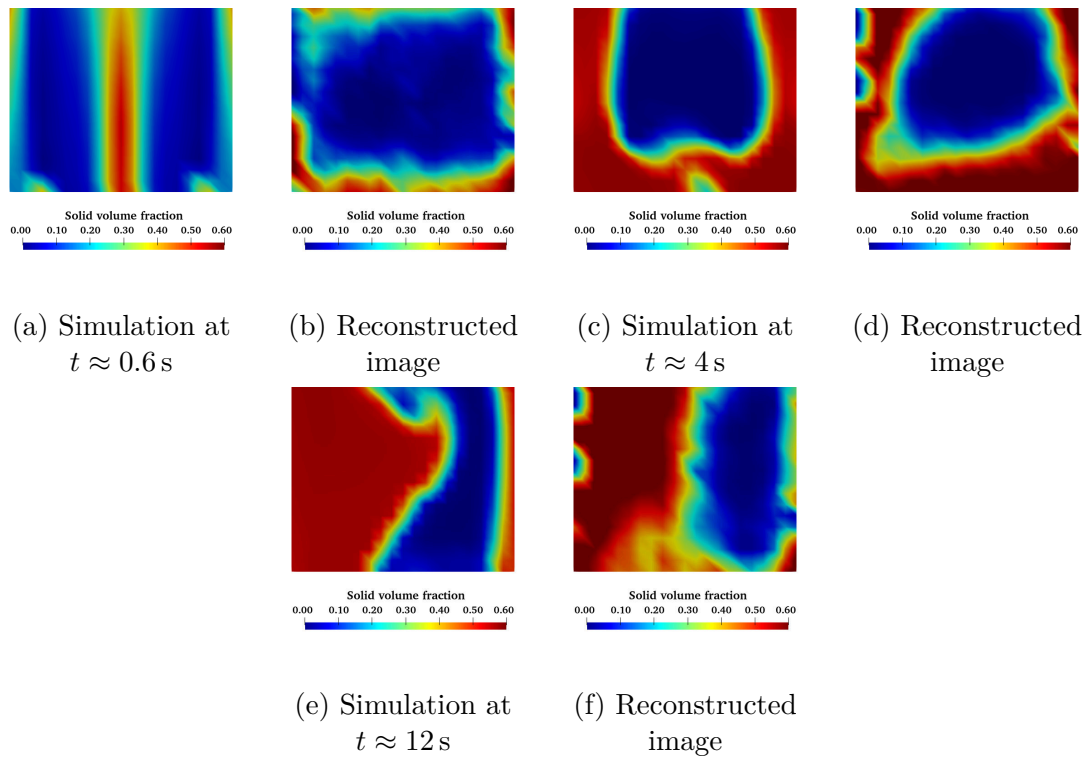 Solid volume fraction
0.00 0.10 0.20 0.30 0.40 0.50 0.60
Solid volume fraction
0.00 0.10 0.20 0.30 0.40 0.50 0.60
Solid volume fraction
0.00 0.10 0.20 0.30 0.40 0.50 0.60
Solid volume fraction
0.00 0.10 0.20 0.30 0.40 0.50 0.60
(a) Simulation at
t ≈ 0.6 s
(b) Reconstructed
image
(c) Simulation at
t ≈ 4 s
(d) Reconstructed
image
Solid volume fraction
0.00 0.10 0.20 0.30 0.40 0.50 0.60
Solid volume fraction
0.00 0.10 0.20 0.30 0.40 0.50 0.60
(e) Simulation at
t ≈ 12 s
(f) Reconstructed
image